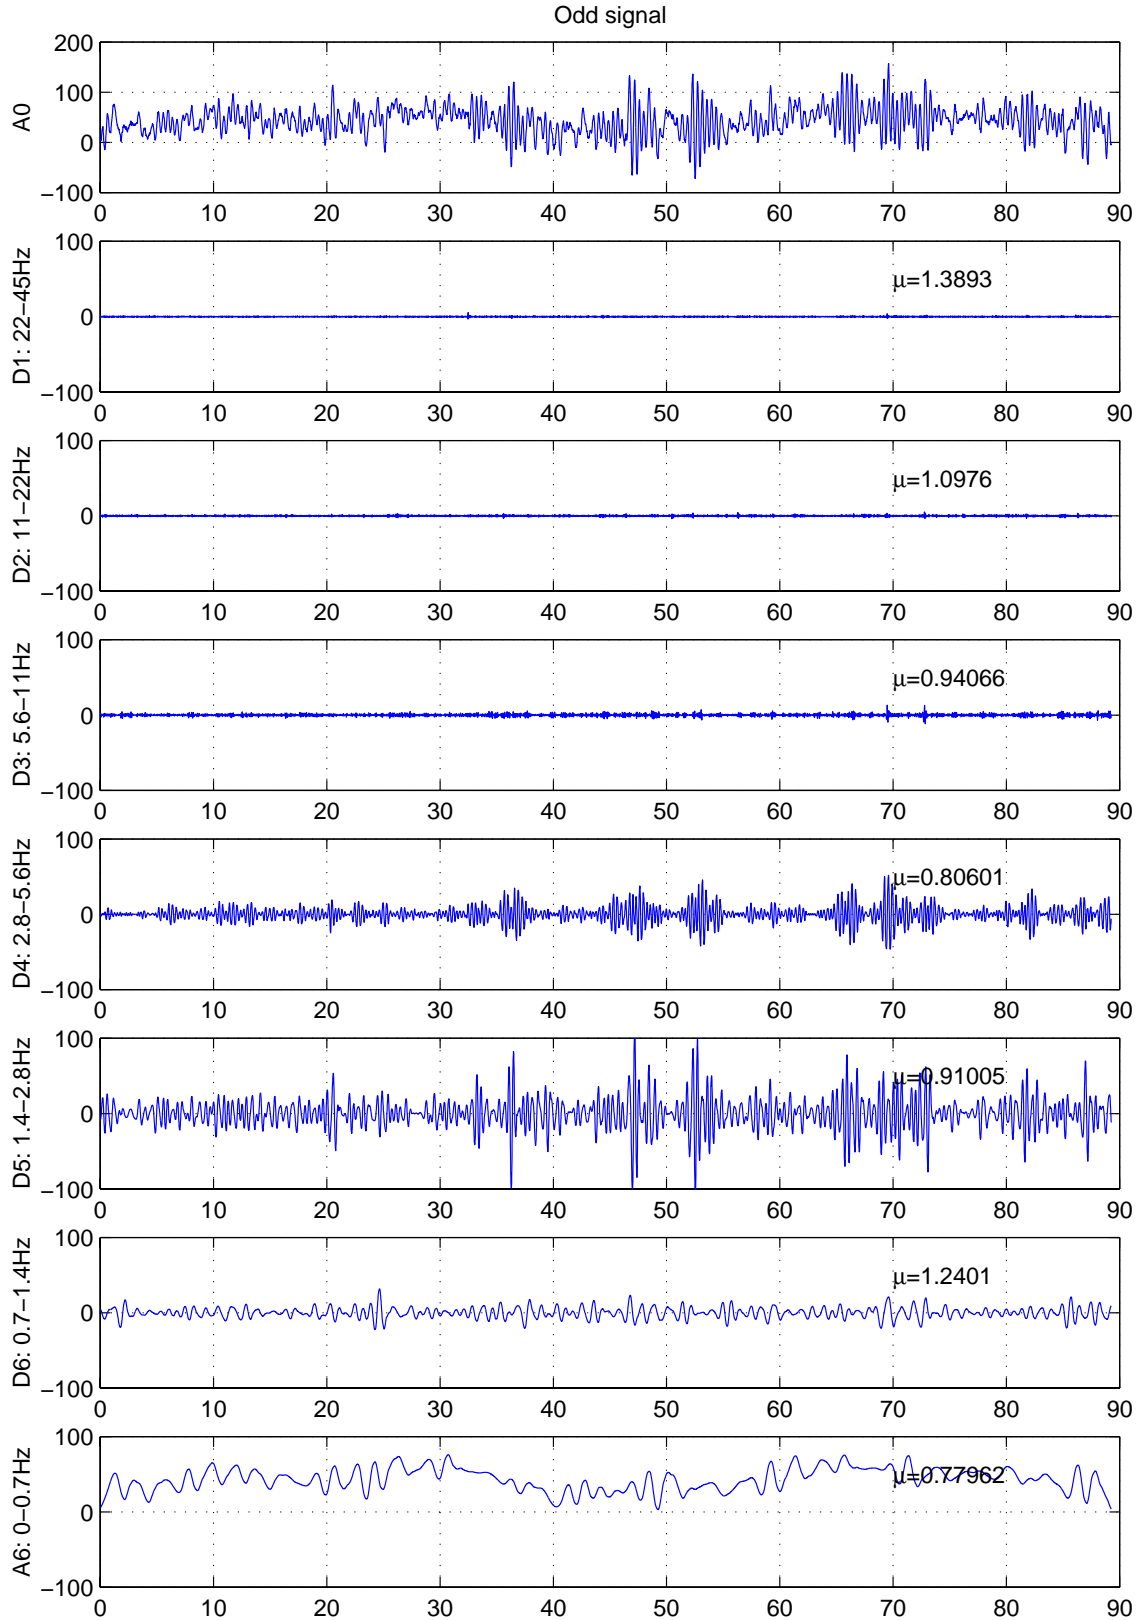 Odd signal
A0
200
100
0
−100
0 10 20 30 40 50 60 70 80 90
D1: 22−45Hz
100
0
−100
μ=1.3893
0 10 20 30 40 50 60 70 80 90
D2: 11−22Hz
100
0
−100
μ=1.0976
0 10 20 30 40 50 60 70 80 90
D3: 5.6−11Hz
100
0
−100
μ=0.94066
0 10 20 30 40 50 60 70 80 90
D4: 2.8−5.6Hz
100
0
−100
μ=0.80601
0 10 20 30 40 50 60 70 80 90
D5: 1.4−2.8Hz
100
0
−100
μ=0.91005
0 10 20 30 40 50 60 70 80 90
D6: 0.7−1.4Hz
100
0
−100
μ=1.2401
0 10 20 30 40 50 60 70 80 90
A6: 0−0.7Hz
100
0
−100
μ=0.77962
0 10 20 30 40 50 60 70 80 90